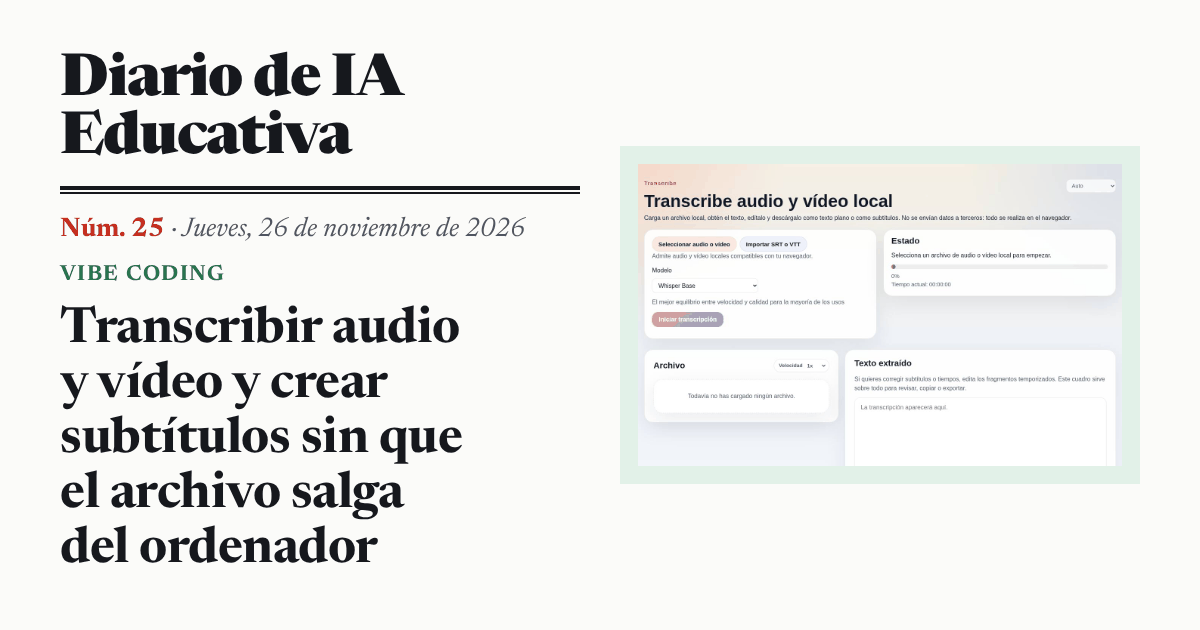 Diario de IA
Educativa
Núm. 25 · Jueves, 26 de noviembre de 2026
VIBE CODING
Transcribir audio
y vídeo y crear
subtítulos sin que
el archivo salga
del ordenador
Transcribe
Auto
Transcribe audio y vídeo local
Carga un archivo local, obtén el texto, edítalo y descárgalo como texto plano o como subtítulos. No se envían datos a terceros: todo se realiza en el navegador.
Seleccionar audio o vídeo
Importar SRT o VTT
Admite audio y vídeo locales compatibles con tu navegador.
Modelo
Whisper Base
El mejor equilibrio entre velocidad y calidad para la mayoría de los usos
Iniciar transcripción
Estado
Selecciona un archivo de audio o vídeo local para empezar.
0%
Tiempo actual: 00:00:00
Archivo
Velocidad 1x
Todavía no has cargado ningún archivo.
Texto extraído
Si quieres corregir subtítulos o tiempos, edita los fragmentos temporizados. Este cuadro sirve
sobre todo para revisar, copiar o exportar.
La transcripción aparecerá aquí.